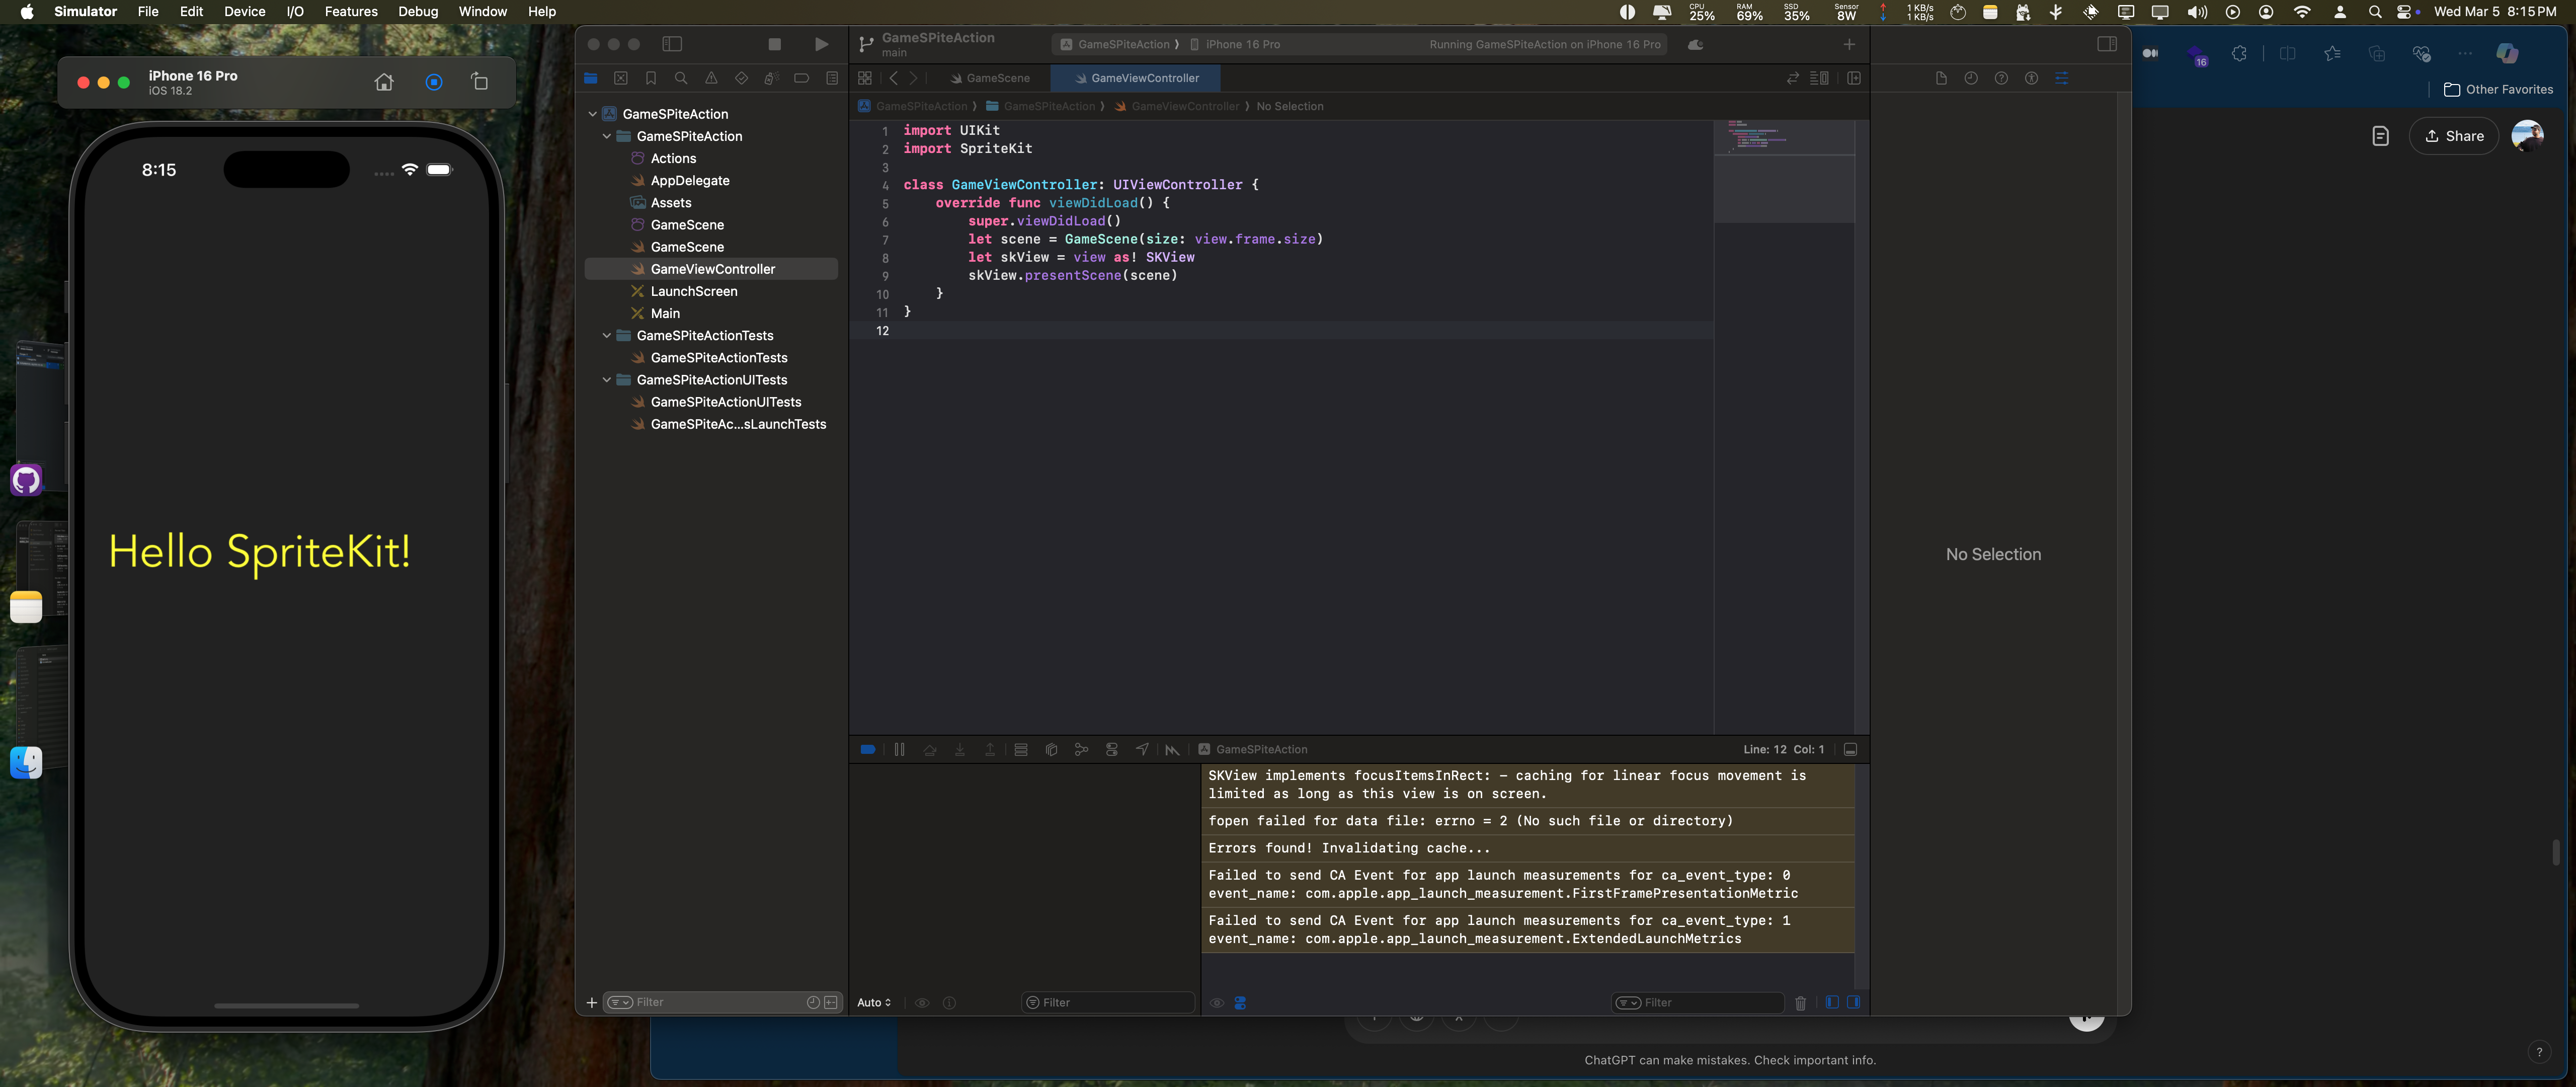 Simulator File Edit Device I/O Features Debug Window Help
CPU 25% RAM 69% SSD 35% Sensor 8W 1 KB/s 1 KB/s Wed Mar 5 8:15 PM
iPhone 16 Pro
iOS 18.2
8:15
Hello SpriteKit!
GameSPiteAction
main
GameSPiteAction iPhone 16 Pro Running GameSPiteAction on iPhone 16 Pro
GameSPiteAction
GameSPiteAction
Actions
AppDelegate
Assets
GameScene
GameScene
GameViewController
LaunchScreen
Main
GameSPiteActionTests
GameSPiteActionTests
GameSPiteActionUITests
GameSPiteActionUITests
GameSPiteAc...sLaunchTests
Filter
GameScene GameViewController
GameSPiteAction GameSPiteAction GameViewController No Selection
1 import UIKit
2 import SpriteKit
3
4 class GameViewController: UIViewController {
5 override func viewDidLoad() {
6 super.viewDidLoad()
7 let scene = GameScene(size: view.frame.size)
8 let skView = view as! SKView
9 skView.presentScene(scene)
10 }
11 }
12
GameSPiteAction Line: 12 Col: 1
SKView implements focusItemsInRect: – caching for linear focus movement is
limited as long as this view is on screen.
fopen failed for data file: errno = 2 (No such file or directory)
Errors found! Invalidating cache...
Failed to send CA Event for app launch measurements for ca_event_type: 0
event_name: com.apple.app_launch_measurement.FirstFramePresentationMetric
Failed to send CA Event for app launch measurements for ca_event_type: 1
event_name: com.apple.app_launch_measurement.ExtendedLaunchMetrics
Auto Filter Filter
No Selection
16
Other Favorites
Share
ChatGPT can make mistakes. Check important info.
?